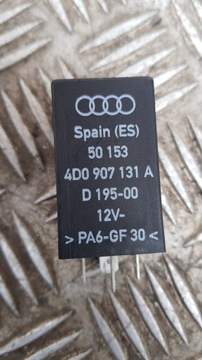 Spain (ES)
50 153
4D0 907 131 A
D 195-00
12V-
> PA6-GF 30 <